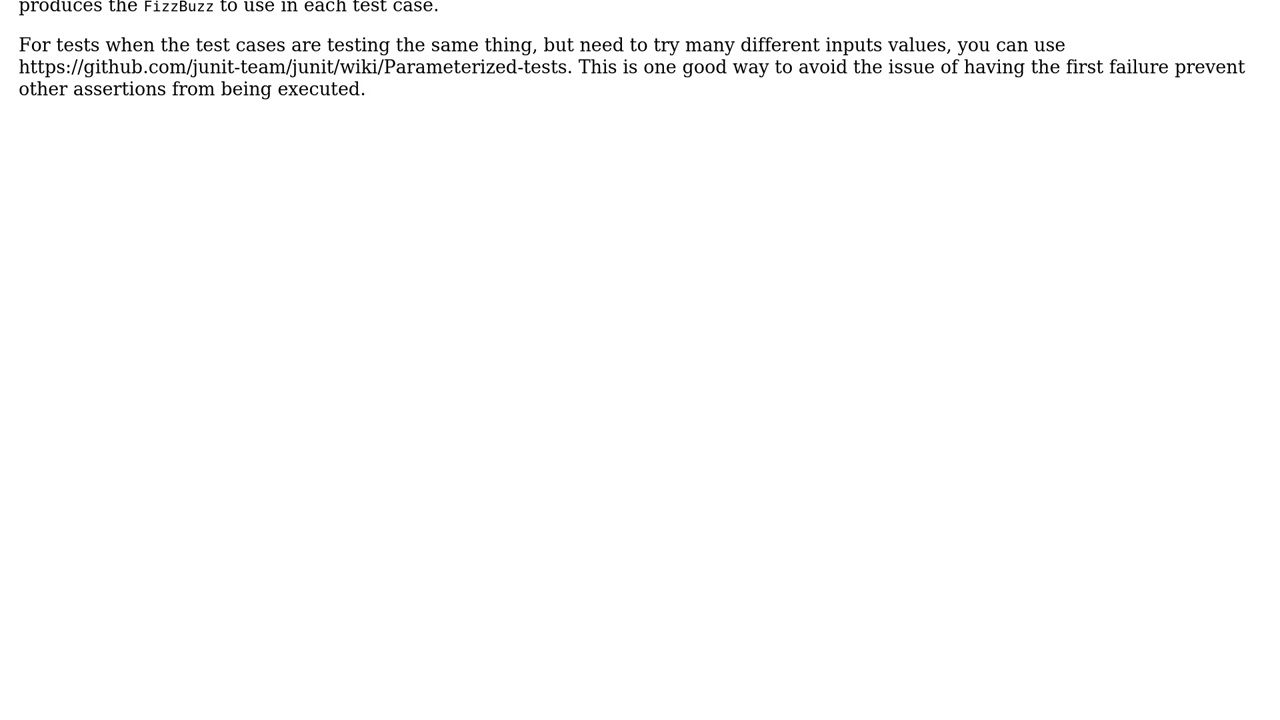 produces the FizzBuzz to use in each test case.
For tests when the test cases are testing the same thing, but need to try many different inputs values, you can use
https://github.com/junit-team/junit/wiki/Parameterized-tests. This is one good way to avoid the issue of having the first failure prevent
other assertions from being executed.